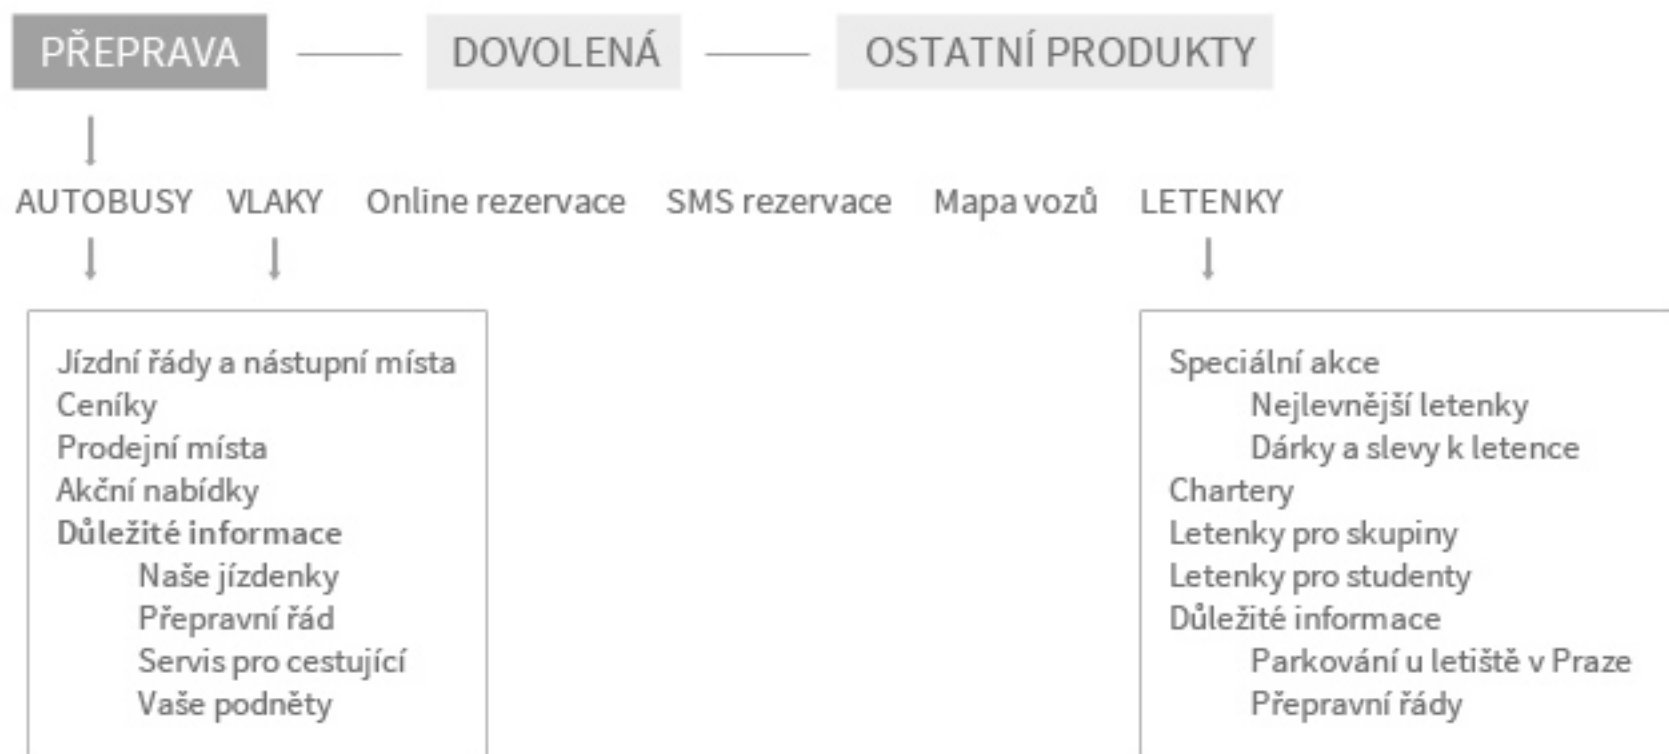 PŘEPRAVA DOVOLENÁ OSTATNÍ PRODUKTY
AUTOBUSY VLAKY Online rezervace SMS rezervace Mapa vozů LETENKY
Jízdní řády a nástupní místa
Ceníky
Prodejní místa
Akční nabídky
Důležité informace
Naše jízdenky
Přepravní řád
Servis pro cestující
Vaše podněty
Speciální akce
Nejlevnější letenky
Dárky a slevy k letence
Chartery
Letenky pro skupiny
Letenky pro studenty
Důležité informace
Parkování u letiště v Praze
Přepravní řády